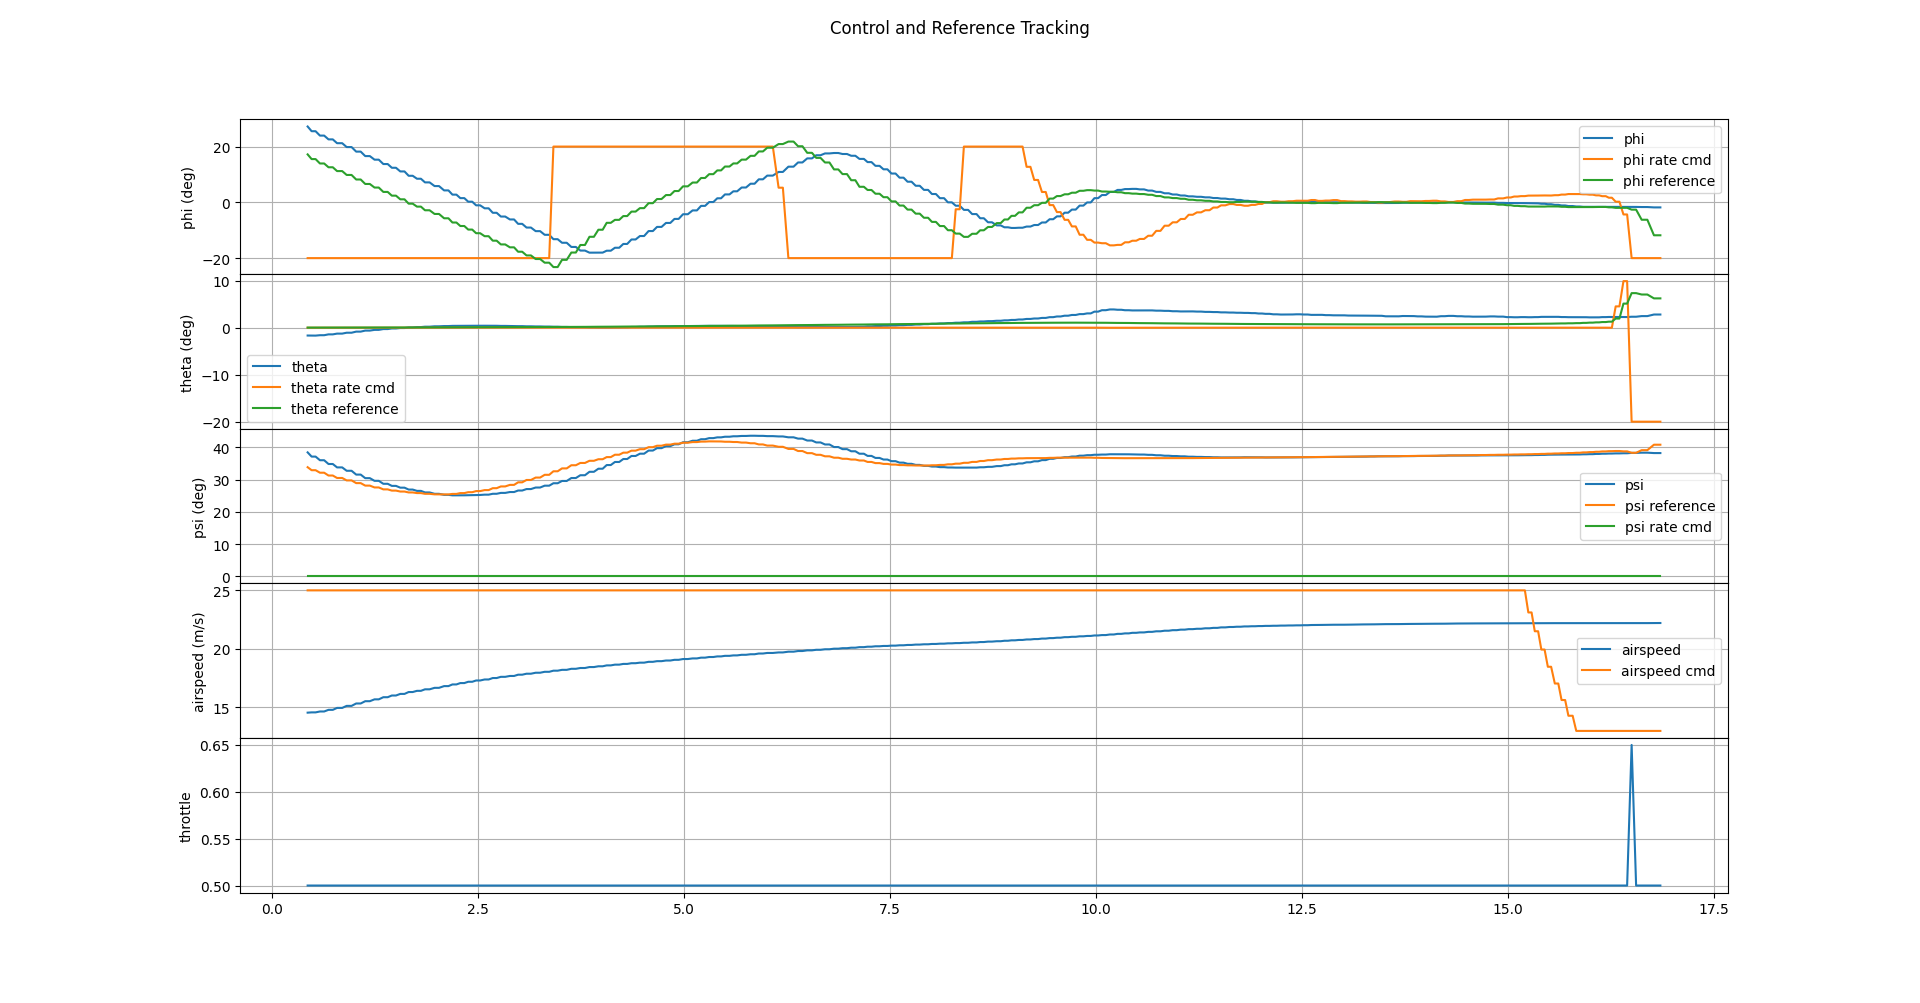 Control and Reference Tracking
phi (deg)
20
0
−20
phi
phi rate cmd
phi reference
theta (deg)
10
0
−10
−20
theta
theta rate cmd
theta reference
psi (deg)
40
30
20
10
0
psi
psi reference
psi rate cmd
airspeed (m/s)
25
20
15
airspeed
airspeed cmd
throttle
0.65
0.60
0.55
0.50
0.0 2.5 5.0 7.5 10.0 12.5 15.0 17.5